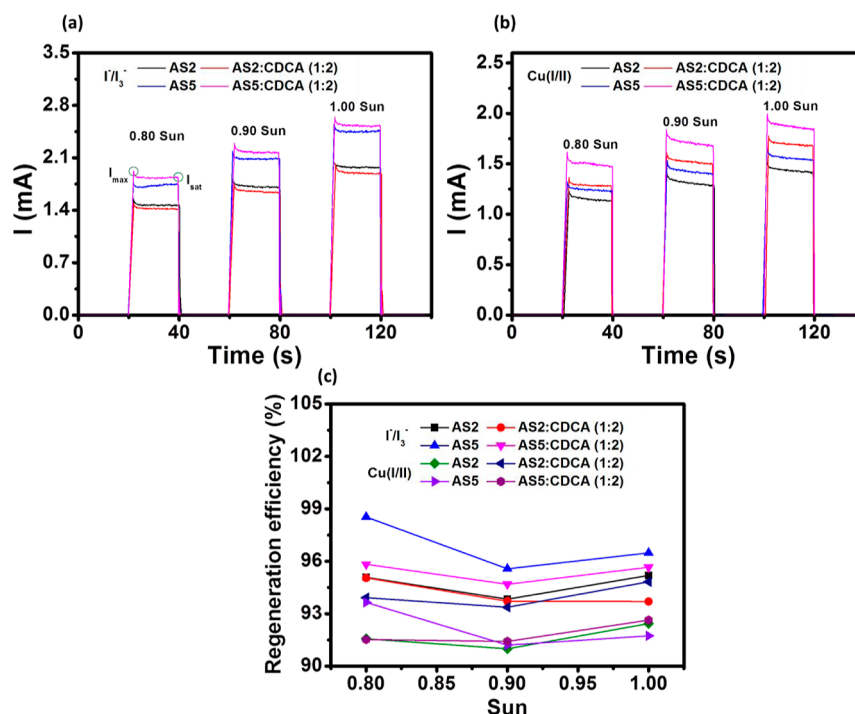 (a)
I⁻/I₃⁻
AS2
AS2:CDCA (1:2)
AS5
AS5:CDCA (1:2)
0.80 Sun
0.90 Sun
1.00 Sun
Imax
Isat
I (mA)
3.5
2.8
2.1
1.4
0.7
0.0
0 40 80 120
Time (s)
(b)
Cu(I/II)
AS2
AS2:CDCA (1:2)
AS5
AS5:CDCA (1:2)
0.80 Sun
0.90 Sun
1.00 Sun
I (mA)
2.5
2.0
1.5
1.0
0.5
0.0
0 40 80 120
Time (s)
(c)
I⁻/I₃⁻
AS2
AS2:CDCA (1:2)
AS5
AS5:CDCA (1:2)
Cu(I/II)
AS2
AS2:CDCA (1:2)
AS5
AS5:CDCA (1:2)
Regeneration efficiency (%)
105
102
99
96
93
90
0.80 0.85 0.90 0.95 1.00
Sun